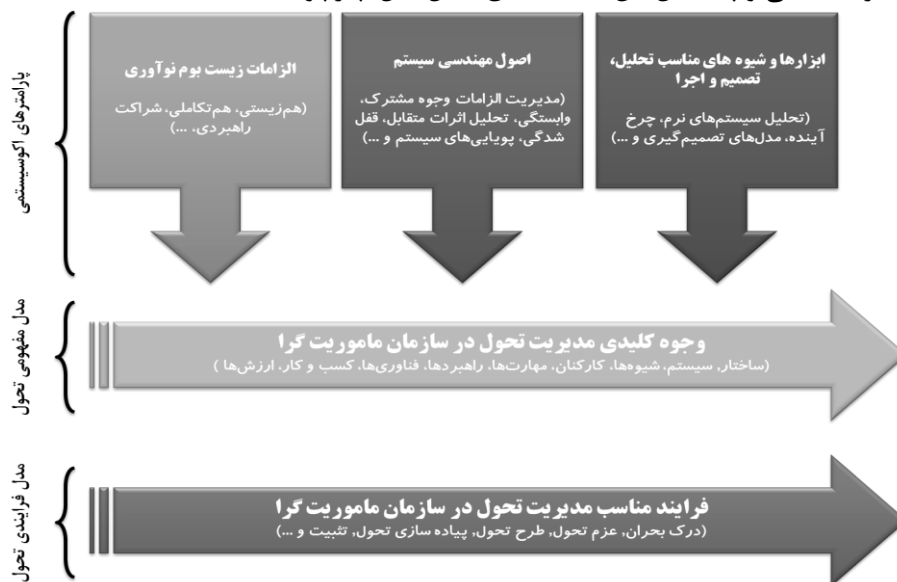 ابزارها و شیوه های مناسب تحلیل،
تصمیم و اجرا
(تحلیل سیستم‌های نرم، چرخ
آینده، مدل‌های تصمیم‌گیری و ...)
اصول مهندسی سیستم
(مدیریت الزامات وجوه مشترک،
وابستگی، تحلیل اثرات متقابل، قفل
شدگی، پویایی‌های سیستم و ...)
الزامات زیست بوم نوآوری
(هم‌زیستی، هم‌تکاملی، شراکت
راهبردی، ...)
پارامترهای اکوسیستمی
وجوه کلیدی مدیریت تحول در سازمان ماموریت گرا
(ساختار, سیستم، شیوه‌ها، کارکنان، مهارت‌ها، راهبردها، فناوری‌ها، کسب و کار، ارزش‌ها )
مدل مفهومی تحول
فرایند مناسب مدیریت تحول در سازمان ماموریت گرا
(درک بحران, عزم تحول, طرح تحول, پیاده سازی تحول, تثبیت و ...)
مدل فرایندی تحول